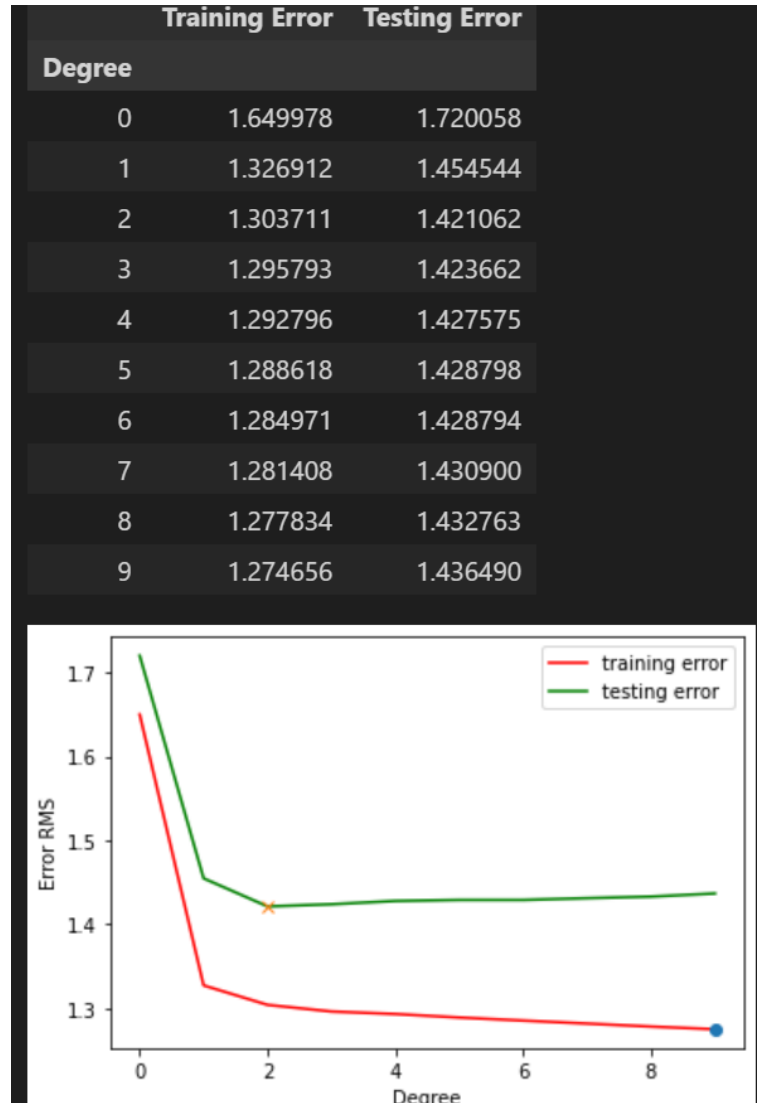 Training Error Testing Error
Degree
0 1.649978 1.720058
1 1.326912 1.454544
2 1.303711 1.421062
3 1.295793 1.423662
4 1.292796 1.427575
5 1.288618 1.428798
6 1.284971 1.428794
7 1.281408 1.430900
8 1.277834 1.432763
9 1.274656 1.436490
training error
testing error
1.7
1.6
1.5
1.4
1.3
Error RMS
0 2 4 6 8
Degree